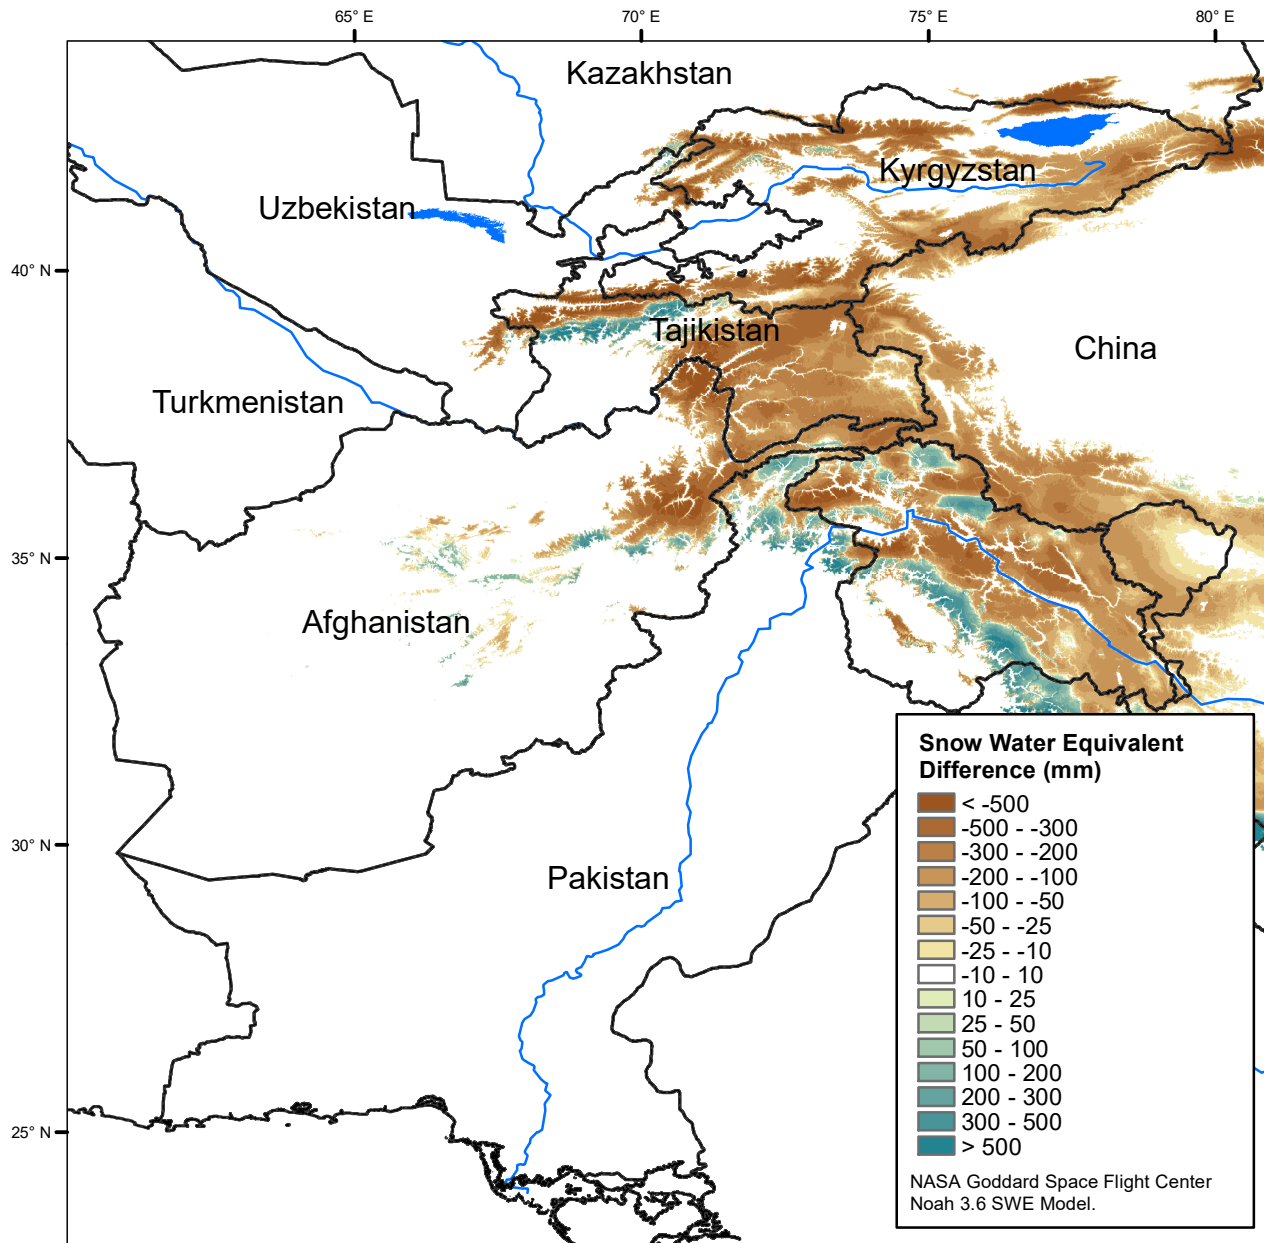 65° E
70° E
75° E
80° E
Kazakhstan
Kyrgyzstan
Uzbekistan
40° N
Tajikistan
China
Turkmenistan
35° N
Afghanistan
30° N
Pakistan
25° N
Snow Water Equivalent
Difference (mm)
< -500
-500 - -300
-300 - -200
-200 - -100
-100 - -50
-50 - -25
-25 - -10
-10 - 10
10 - 25
25 - 50
50 - 100
100 - 200
200 - 300
300 - 500
> 500
NASA Goddard Space Flight Center
Noah 3.6 SWE Model.